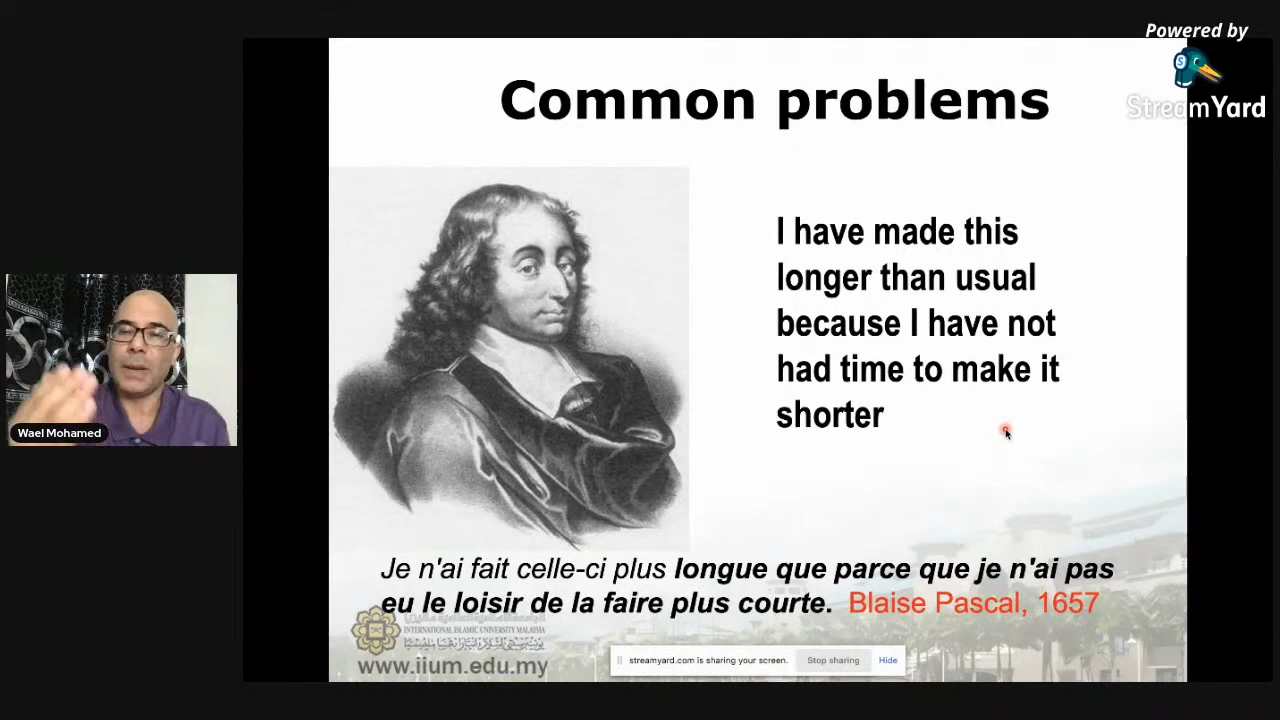 Powered by
StreamYard
Common problems
I have made this
longer than usual
because I have not
had time to make it
shorter
Wael Mohamed
Je n'ai fait celle-ci plus longue que parce que je n'ai pas
eu le loisir de la faire plus courte. Blaise Pascal, 1657
INTERNATIONAL ISLAMIC UNIVERSITY MALAYSIA
www.iium.edu.my
streamyard.com is sharing your screen.
Stop sharing
Hide